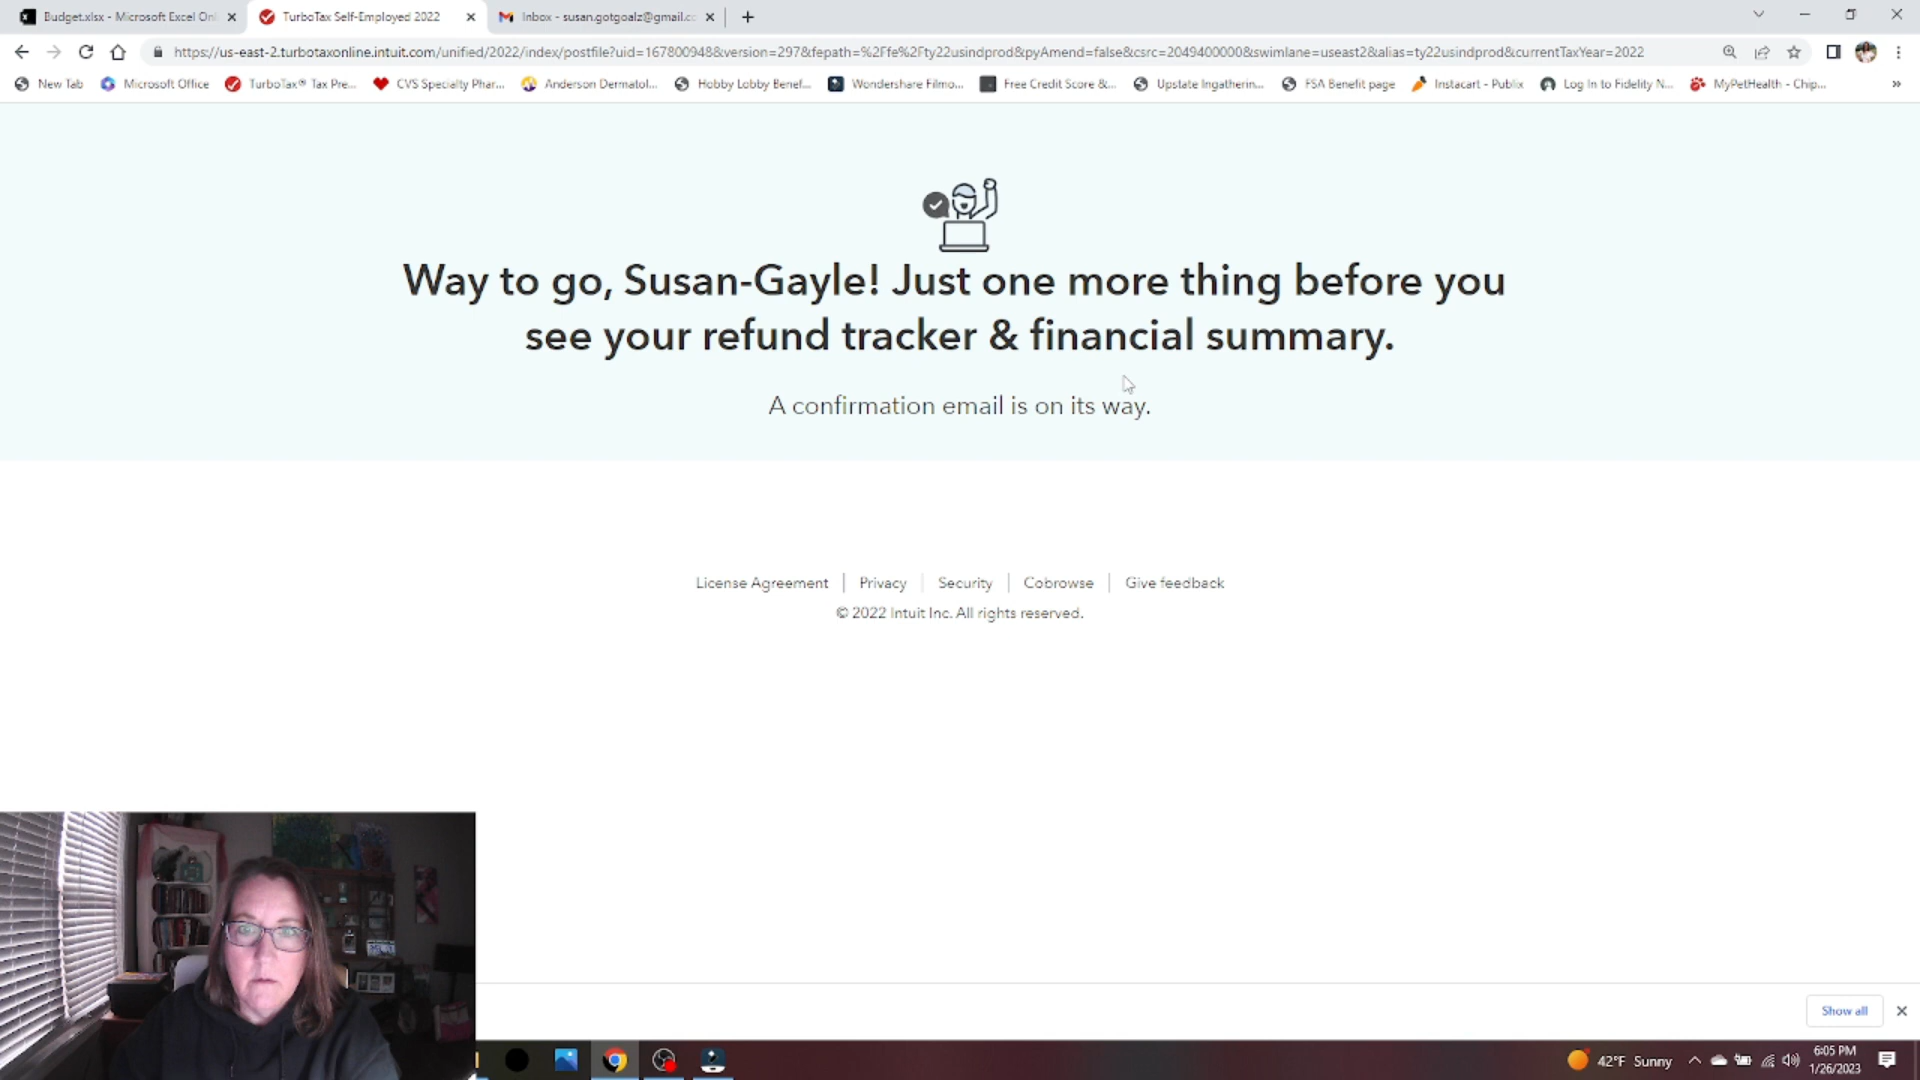 Budget.xlsx - Microsoft Excel Onl
TurboTax Self-Employed 2022
Inbox - susan.gotgoalz@gmail.c
https://us-east-2.turbotaxonline.intuit.com/unified/2022/index/postfile?uid=167800948&version=297&fepath=%2Ffe%2Fty22usindprod&pyAmend=false&csrc=2049400000&swimlane=useast2&alias=ty22usindprod&currentTaxYear=2022
New Tab
Microsoft Office
TurboTax® Tax Pre...
CVS Specialty Phar...
Anderson Dermatol...
Hobby Lobby Benef...
Wondershare Filmo...
Free Credit Score &...
Upstate Ingatherin...
FSA Benefit page
Instacart - Publix
Log In to Fidelity N...
MyPetHealth - Chip...
»
Way to go, Susan-Gayle! Just one more thing before you
see your refund tracker & financial summary.
A confirmation email is on its way.
License Agreement | Privacy | Security | Cobrowse | Give feedback
© 2022 Intuit Inc. All rights reserved.
Show all
42°F Sunny
6:05 PM
1/26/2023